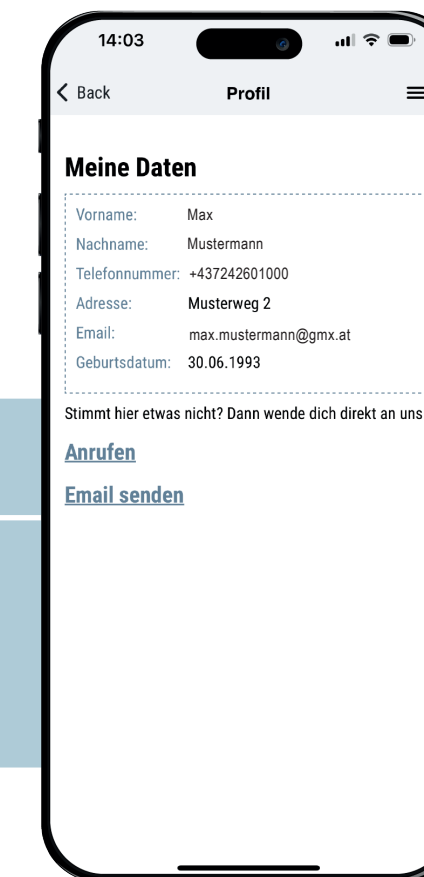 14:03
Back
Profil
Meine Daten
Vorname: Max
Nachname: Mustermann
Telefonnummer: +437242601000
Adresse: Musterweg 2
Email: max.mustermann@gmx.at
Geburtsdatum: 30.06.1993
Stimmt hier etwas nicht? Dann wende dich direkt an uns
Anrufen
Email senden